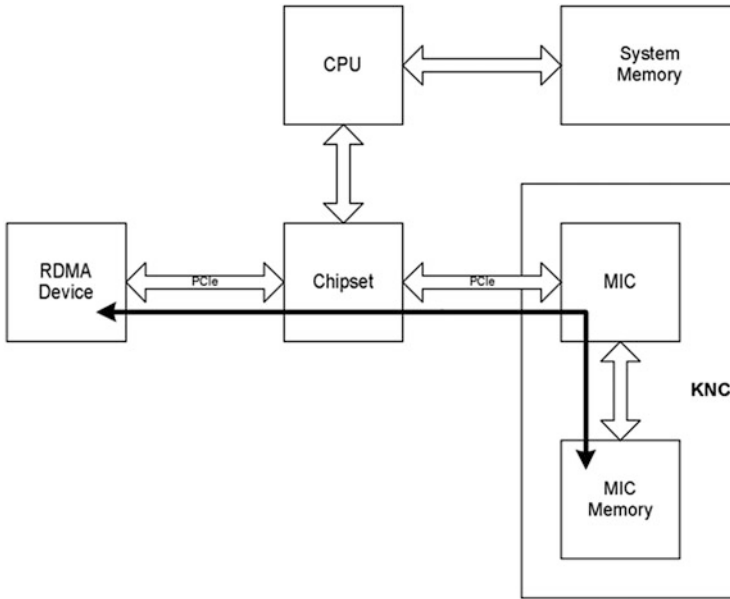 CPU
System
Memory
RDMA
Device
PCIe
Chipset
PCIe
MIC
KNC
MIC
Memory